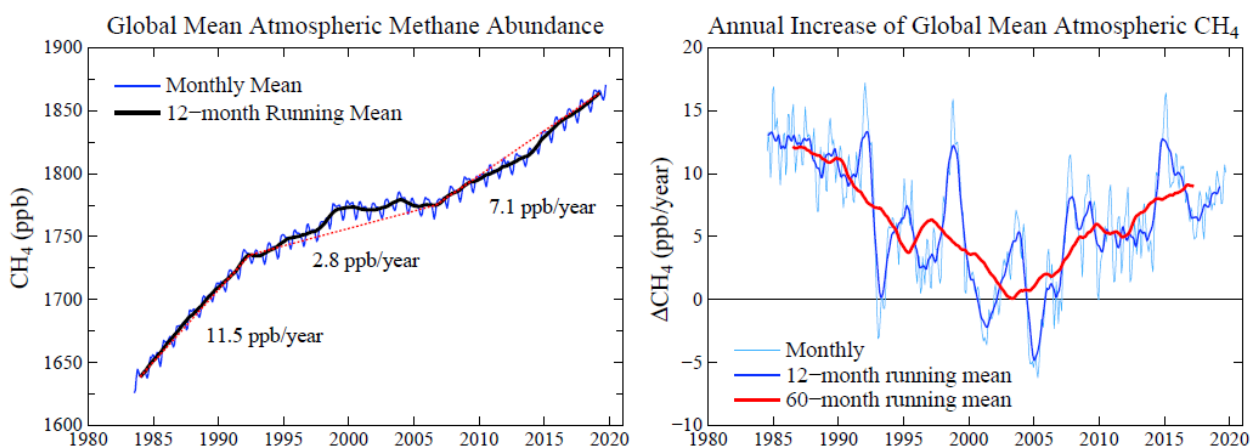 Global Mean Atmospheric Methane Abundance
CH4 (ppb)
1900
1850
1800
1750
1700
1650
1600
Monthly Mean
12−month Running Mean
7.1 ppb/year
2.8 ppb/year
11.5 ppb/year
1980 1985 1990 1995 2000 2005 2010 2015 2020
Annual Increase of Global Mean Atmospheric CH4
ΔCH4 (ppb/year)
20
15
10
5
0
−5
−10
Monthly
12−month running mean
60−month running mean
1980 1985 1990 1995 2000 2005 2010 2015 2020